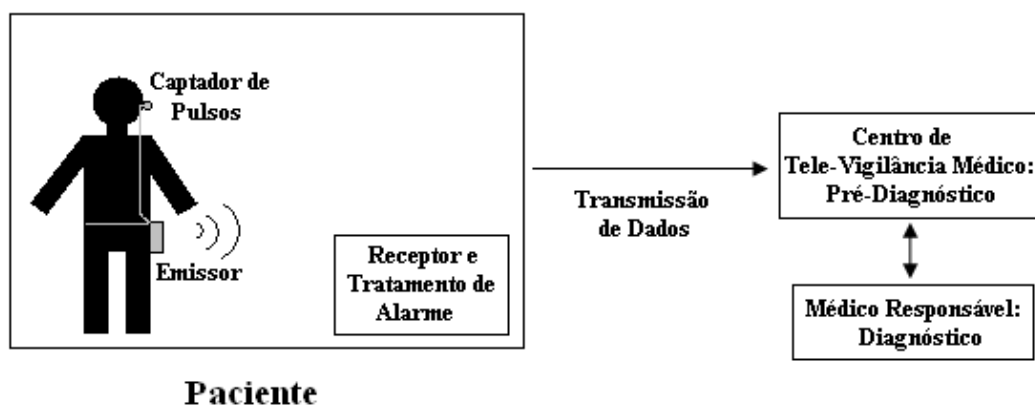 Captador de
Pulsos
Emissor
Receptor e
Tratamento de
Alarme
Paciente
Transmissão
de Dados
Centro de
Tele-Vigilância Médico:
Pré-Diagnóstico
Médico Responsável:
Diagnóstico